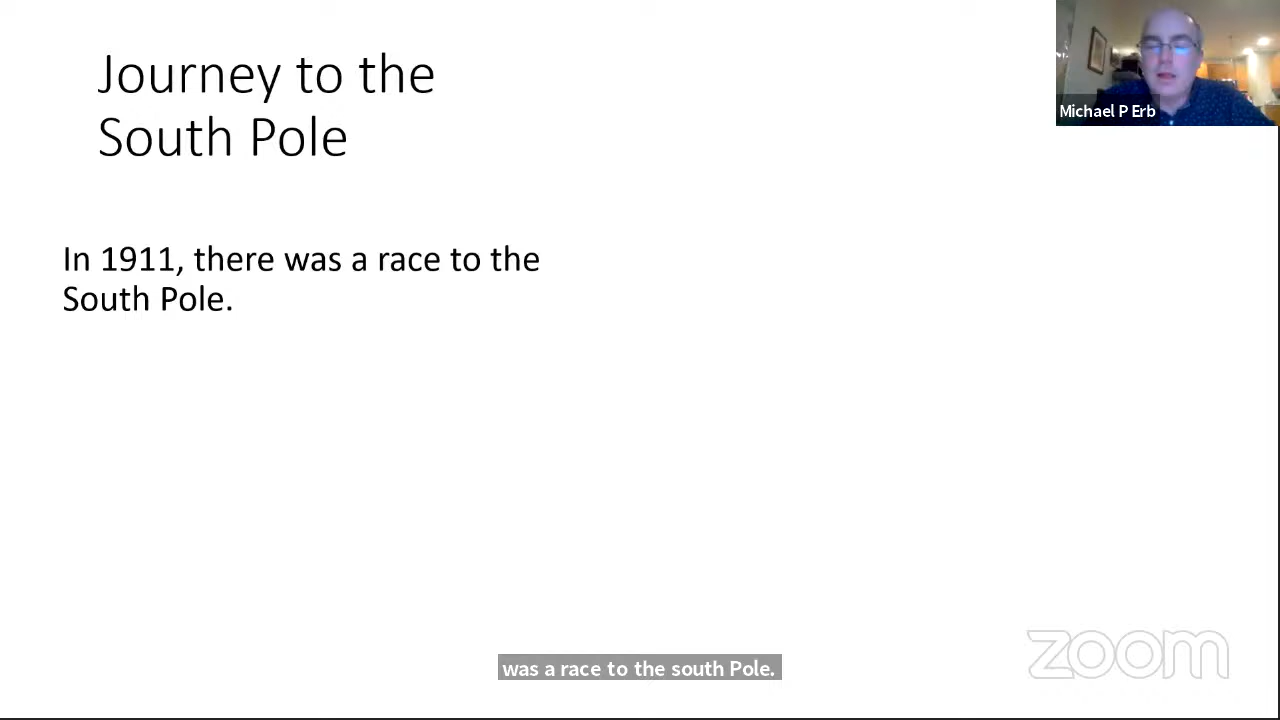 Journey to the
South Pole
Michael P Erb
In 1911, there was a race to the
South Pole.
was a race to the south Pole.
zoom